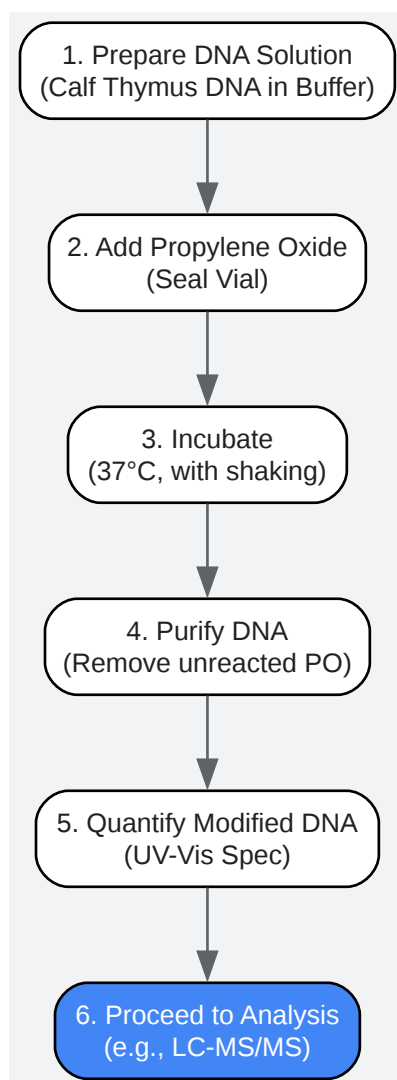 1. Prepare DNA Solution
(Calf Thymus DNA in Buffer)
2. Add Propylene Oxide
(Seal Vial)
3. Incubate
(37°C, with shaking)
4. Purify DNA
(Remove unreacted PO)
5. Quantify Modified DNA
(UV-Vis Spec)
6. Proceed to Analysis
(e.g., LC-MS/MS)